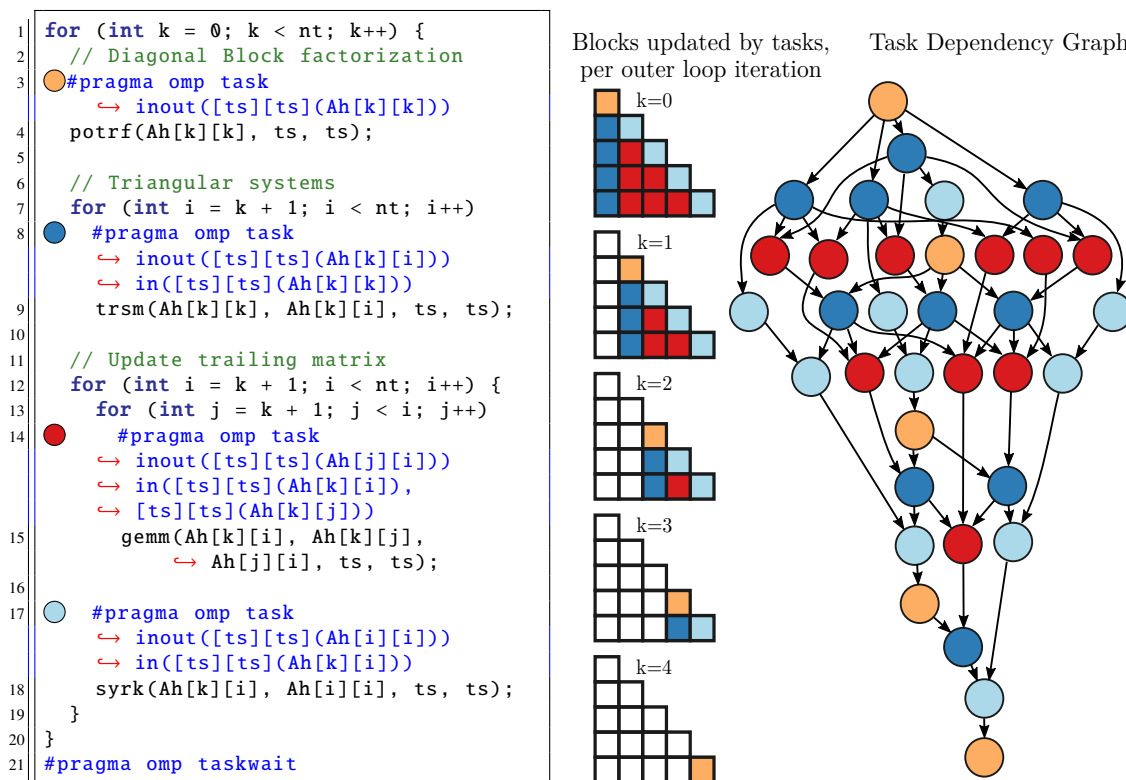 1 for (int k = 0; k < nt; k++) {
2 // Diagonal Block factorization
3 #pragma omp task
↪ inout([ts][ts](Ah[k][k]))
4 potrf(Ah[k][k], ts, ts);
5
6 // Triangular systems
7 for (int i = k + 1; i < nt; i++)
8 #pragma omp task
↪ inout([ts][ts](Ah[k][i]))
↪ in([ts][ts](Ah[k][k]))
9 trsm(Ah[k][k], Ah[k][i], ts, ts);
10
11 // Update trailing matrix
12 for (int i = k + 1; i < nt; i++) {
13 for (int j = k + 1; j < i; j++)
14 #pragma omp task
↪ inout([ts][ts](Ah[j][i]))
↪ in([ts][ts](Ah[k][i]),
↪ [ts][ts](Ah[k][j]))
15 gemm(Ah[k][i], Ah[k][j],
↪ Ah[j][i], ts, ts);
16
17 #pragma omp task
↪ inout([ts][ts](Ah[i][i]))
↪ in([ts][ts](Ah[k][i]))
18 syrk(Ah[k][i], Ah[i][i], ts, ts);
19 }
20 }
21 #pragma omp taskwait
Blocks updated by tasks,
per outer loop iteration
k=0
k=1
k=2
k=3
k=4
Task Dependency Graph